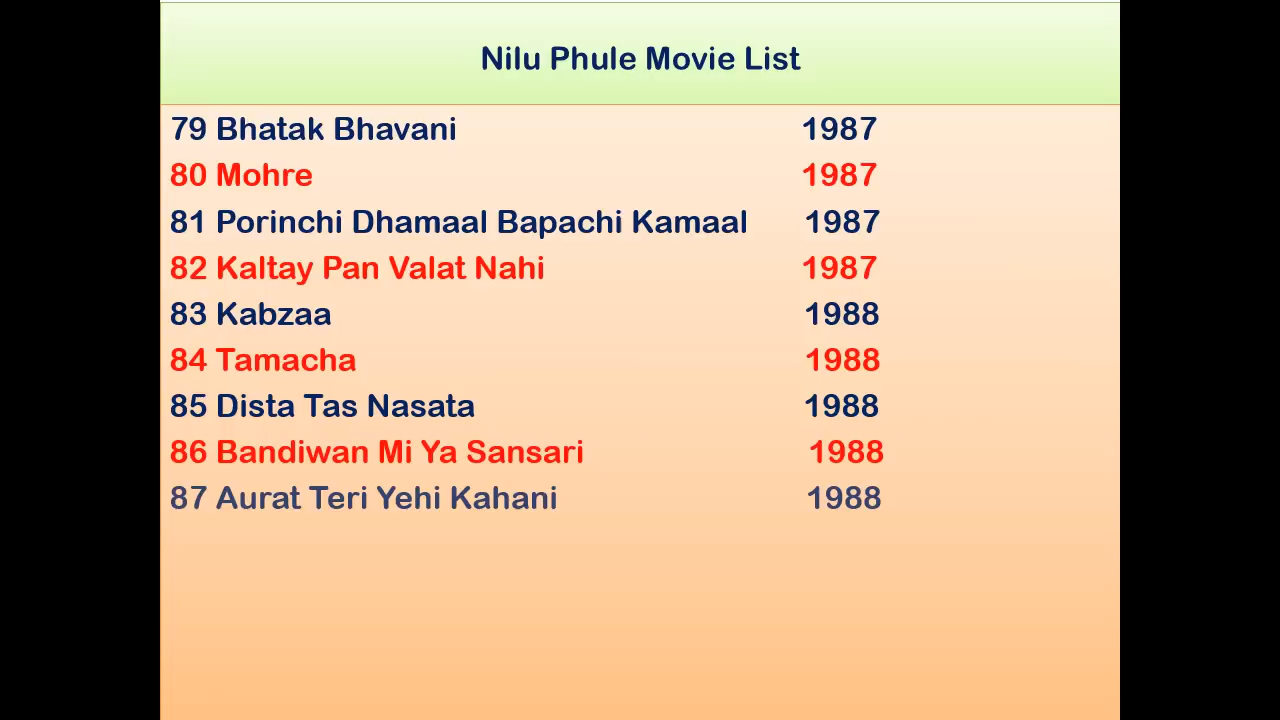 Nilu Phule Movie List
79 Bhatak Bhavani 1987
80 Mohre 1987
81 Porinchi Dhamaal Bapachi Kamaal 1987
82 Kaltay Pan Valat Nahi 1987
83 Kabzaa 1988
84 Tamacha 1988
85 Dista Tas Nasata 1988
86 Bandiwan Mi Ya Sansari 1988
87 Aurat Teri Yehi Kahani 1988